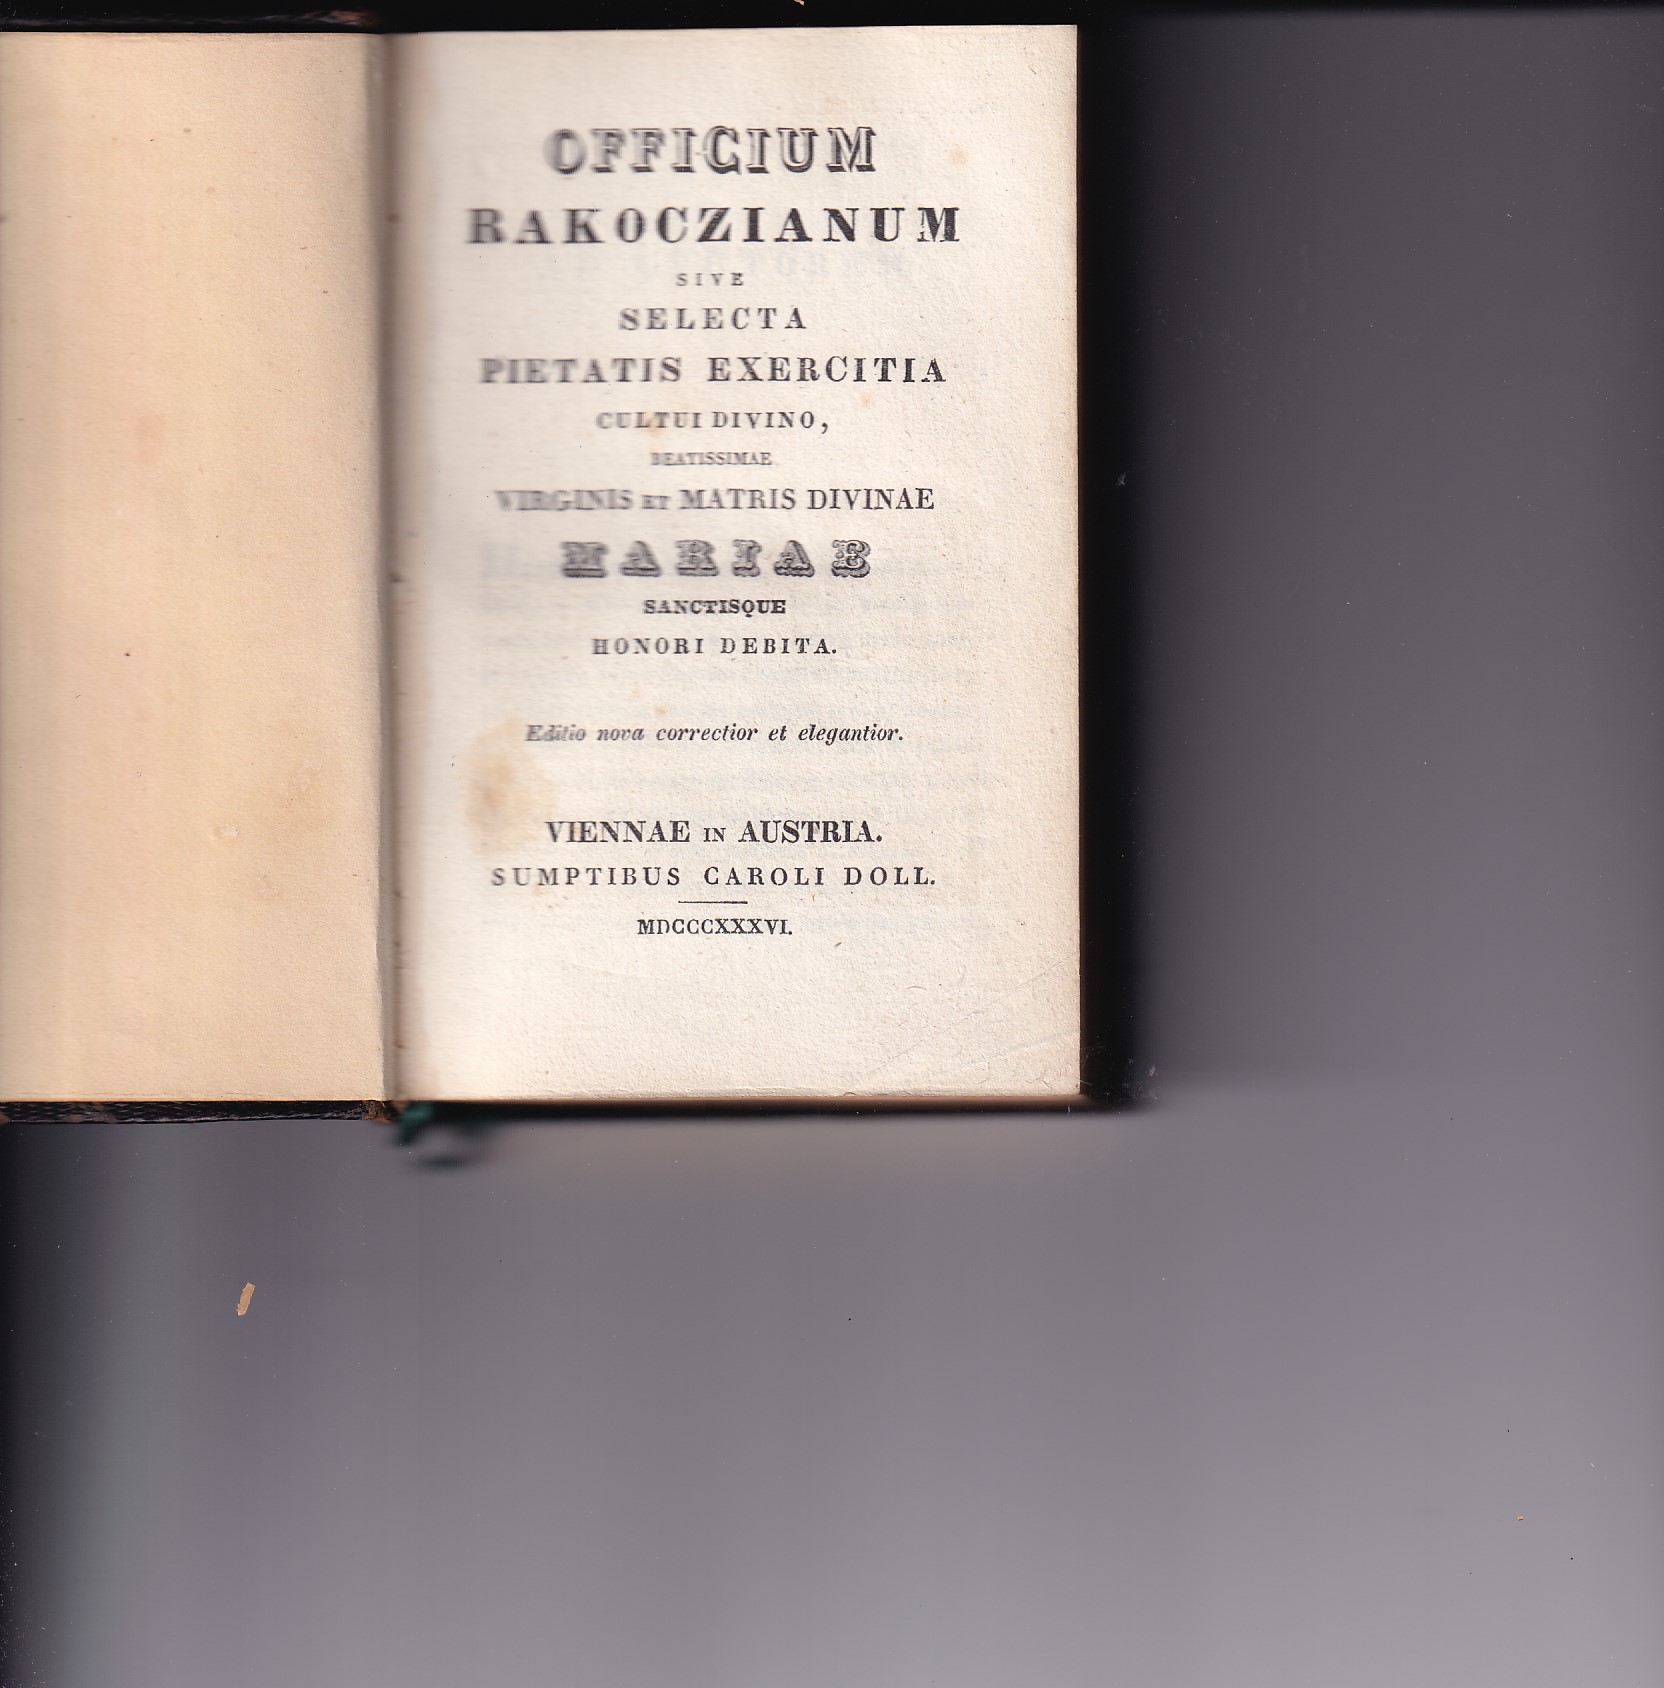 OFFICIUM
RAKOCZIANUM
SIVE
SELECTA
PIETATIS EXERCITIA
CULTUI DIVINO,
BEATISSIMAE
VIRGINIS ET MATRIS DIVINAE
MARIAE
SANCTISQUE
HONORI DEBITA.
Editio nova correctior et elegantior.
VIENNAE IN AUSTRIA.
SUMPTIBUS CAROLI DOLL.
MDCCCXXXVI.